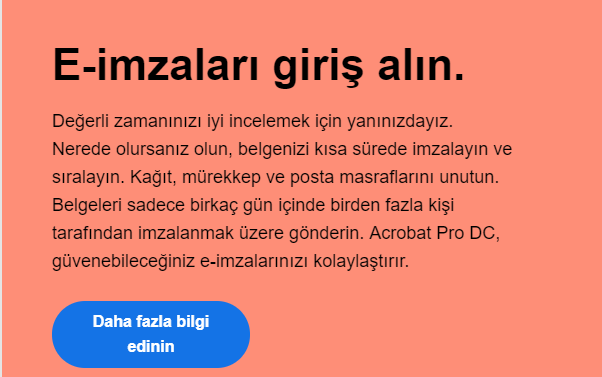 E-imzaları giriş alın.
Değerli zamanınızı iyi incelemek için yanınızdayız.
Nerede olursanız olun, belgenizi kısa sürede imzalayın ve
sıralayın. Kağıt, mürekkep ve posta masraflarını unutun.
Belgeleri sadece birkaç gün içinde birden fazla kişi
tarafından imzalanmak üzere gönderin. Acrobat Pro DC,
güvenebileceğiniz e-imzalarınızı kolaylaştırır.
Daha fazla bilgi
edinin